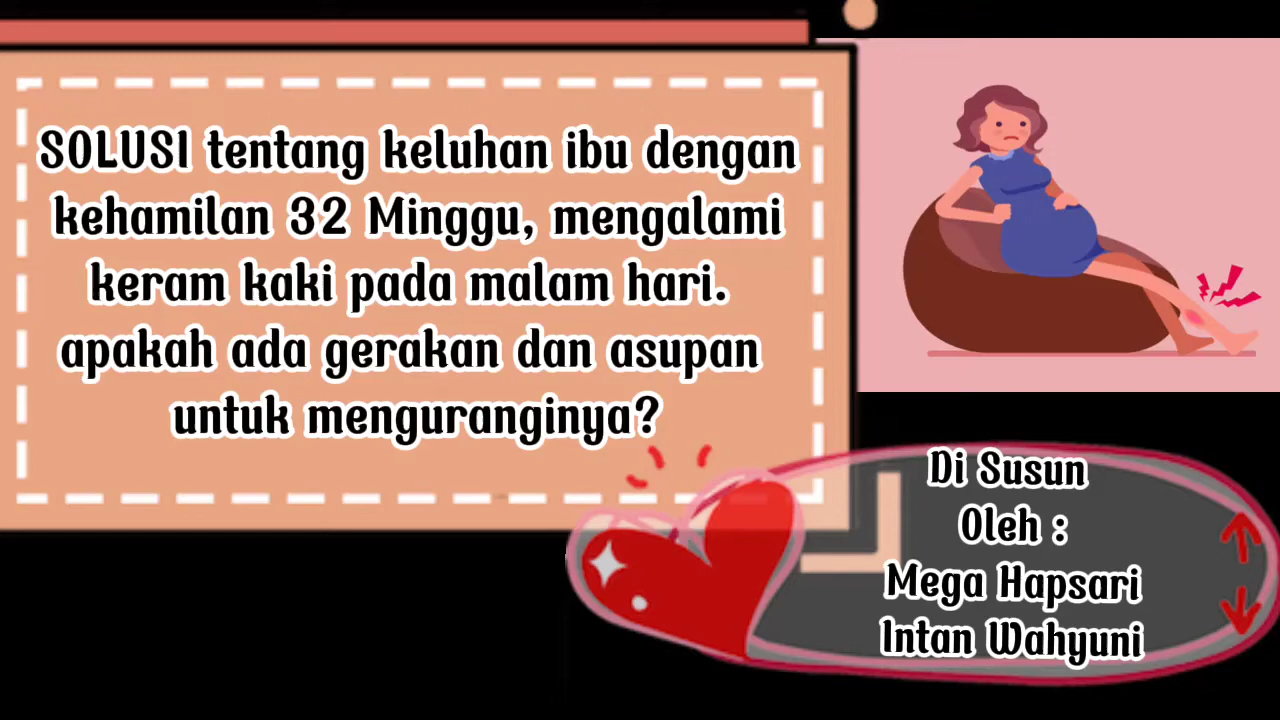 SOLUSI tentang keluhan ibu dengan
kehamilan 32 Minggu, mengalami
keram kaki pada malam hari.
apakah ada gerakan dan asupan
untuk menguranginya?
Di Susun
Oleh :
Mega Hapsari
Intan Wahyuni